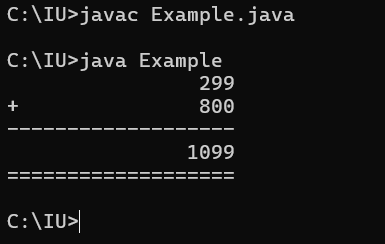 C:\IU>javac Example.java
C:\IU>java Example
299
+ 800
-------------------
1099
===================
C:\IU>